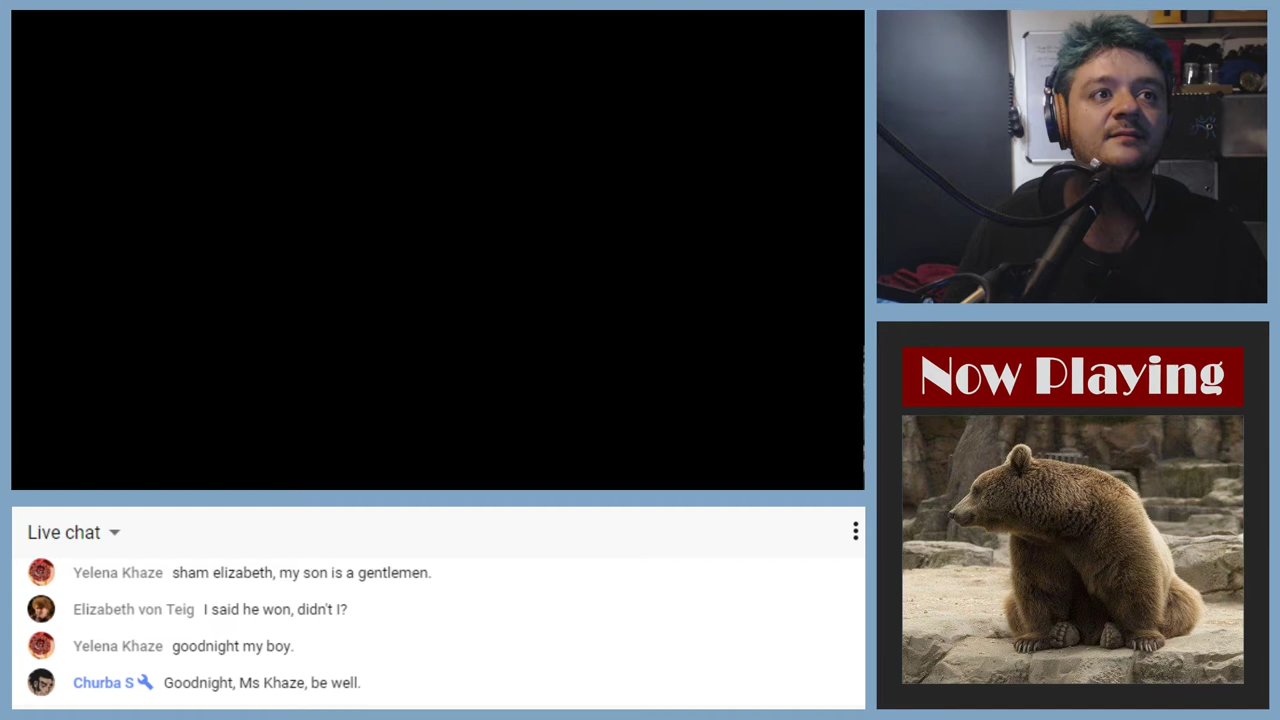 Now Playing
Live chat
Yelena Khaze sham elizabeth, my son is a gentlemen.
Elizabeth von Teig I said he won, didn't I?
Yelena Khaze goodnight my boy.
Churba S Goodnight, Ms Khaze, be well.